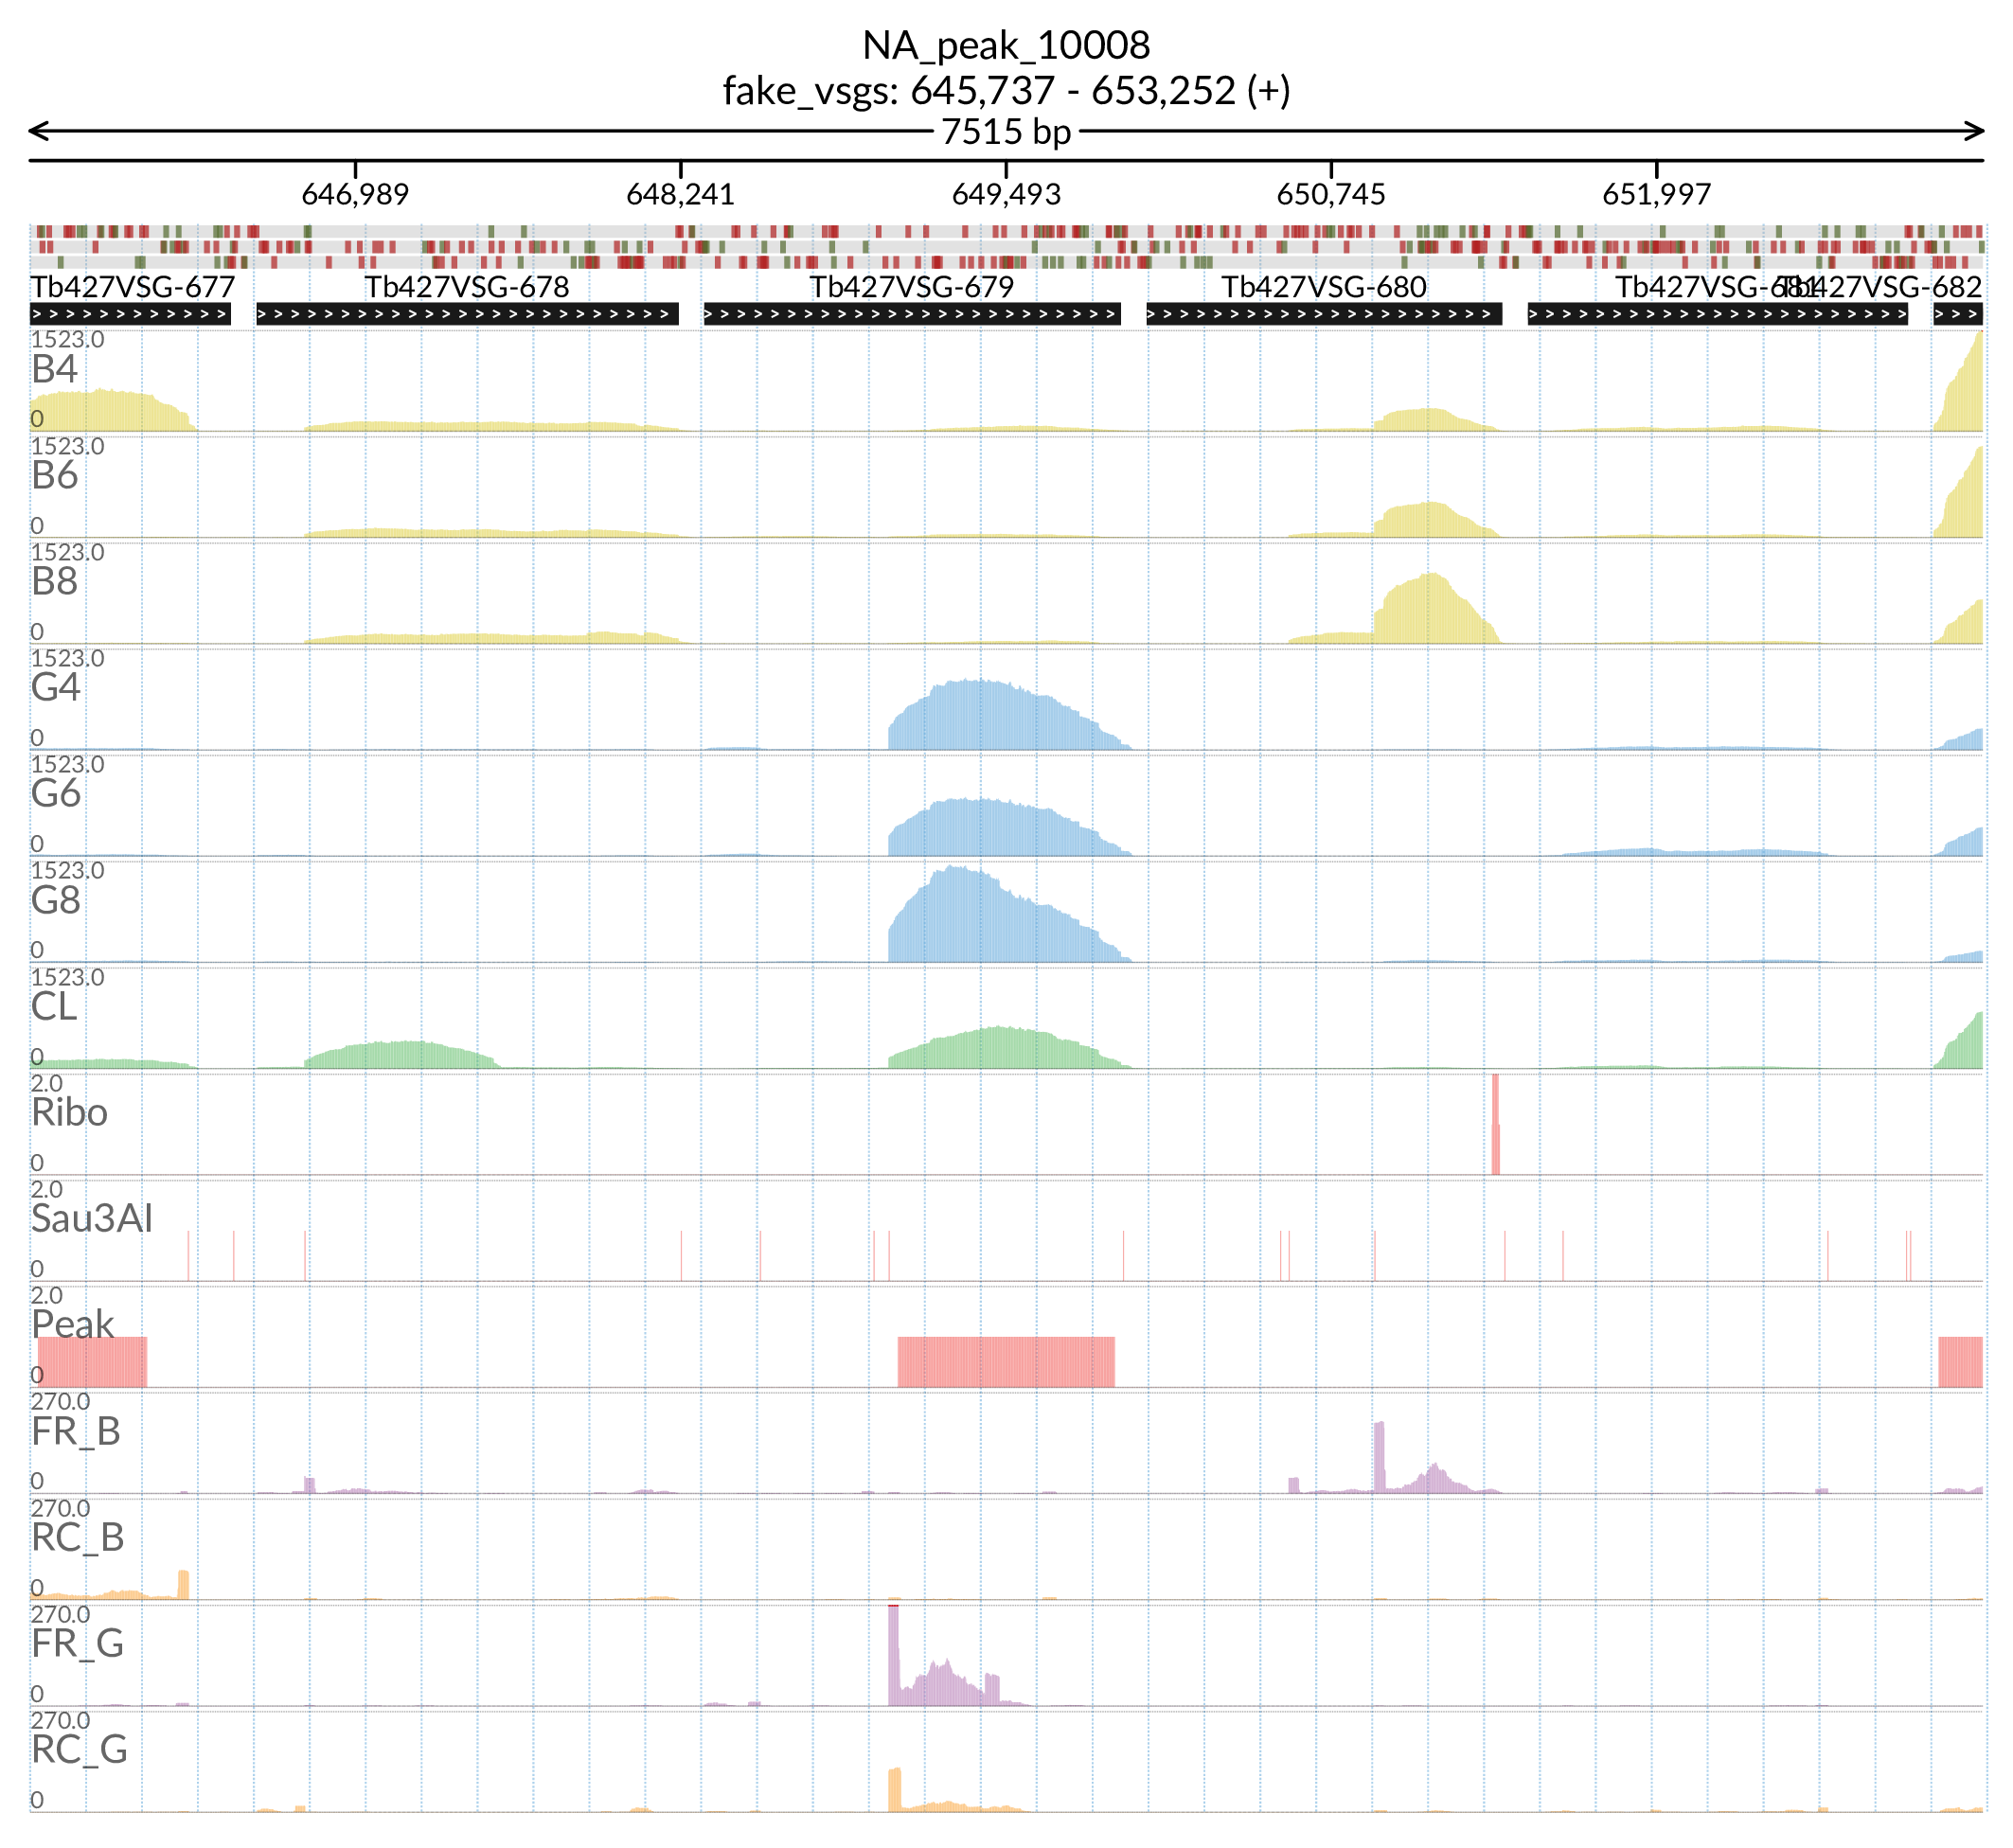 NA_peak_10008
fake_vsgs: 645,737 - 653,252 (+)
7515 bp
646,989 648,241 649,493 650,745 651,997
Tb427VSG-677 Tb427VSG-678 Tb427VSG-679 Tb427VSG-680 Tb427VSG-681 Tb427VSG-682
1523.0
B4
0
1523.0
B6
0
1523.0
B8
0
1523.0
G4
0
1523.0
G6
0
1523.0
G8
0
1523.0
CL
0
2.0
Ribo
0
2.0
Sau3AI
0
2.0
Peak
0
270.0
FR_B
0
270.0
RC_B
0
270.0
FR_G
0
270.0
RC_G
0